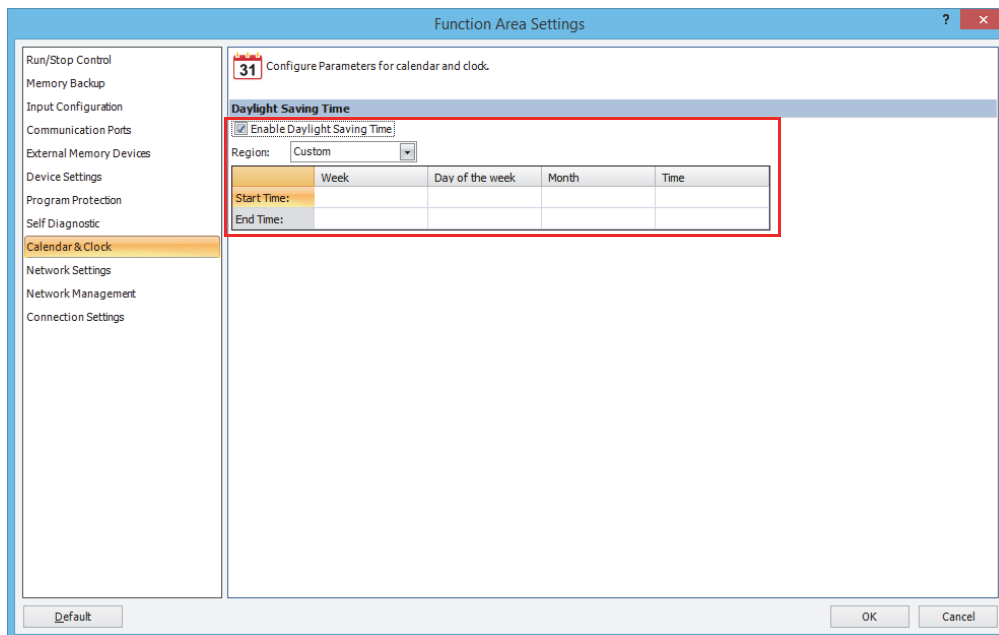 Function Area Settings
?
Run/Stop Control
Memory Backup
Input Configuration
Communication Ports
External Memory Devices
Device Settings
Program Protection
Self Diagnostic
Calendar & Clock
Network Settings
Network Management
Connection Settings
31 Configure Parameters for calendar and clock.
Daylight Saving Time
Enable Daylight Saving Time
Region: Custom
Week Day of the week Month Time
Start Time:
End Time:
Default OK Cancel